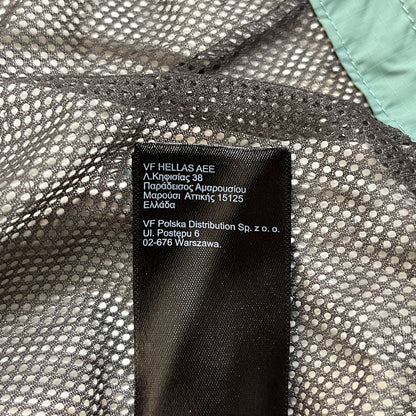 VF HELLAS AEE
Λ.Κηφισίας 38
Παράδεισος Αμαρουσίου
Μαρούσι Αττικής 15125
Ελλάδα
VF Polska Distribution Sp. z o. o.
Ul. Postępu 6
02-676 Warszawa.